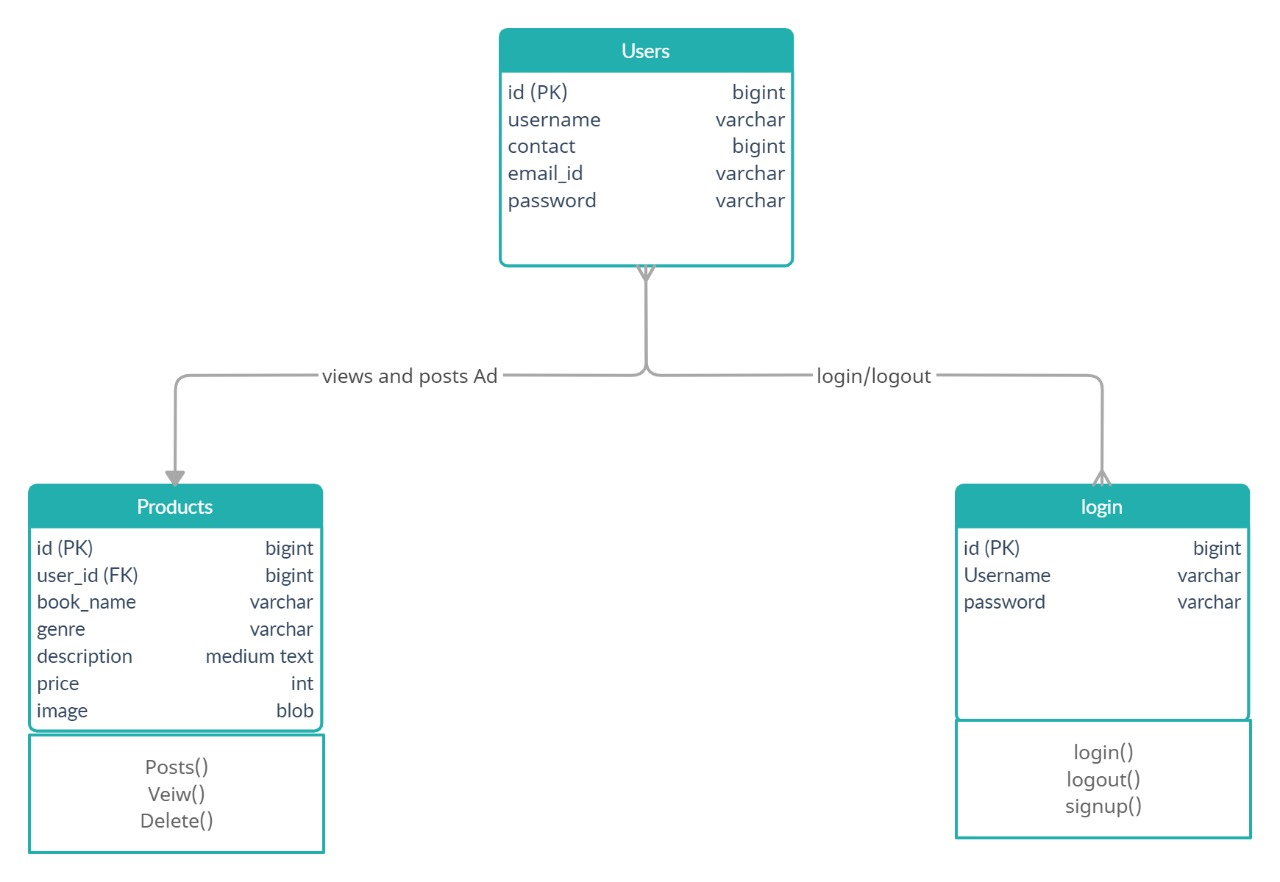 Users
id (PK) bigint
username varchar
contact bigint
email_id varchar
password varchar
views and posts Ad
login/logout
Products
id (PK) bigint
user_id (FK) bigint
book_name varchar
genre varchar
description medium text
price int
image blob
Posts()
Veiw()
Delete()
login
id (PK) bigint
Username varchar
password varchar
login()
logout()
signup()